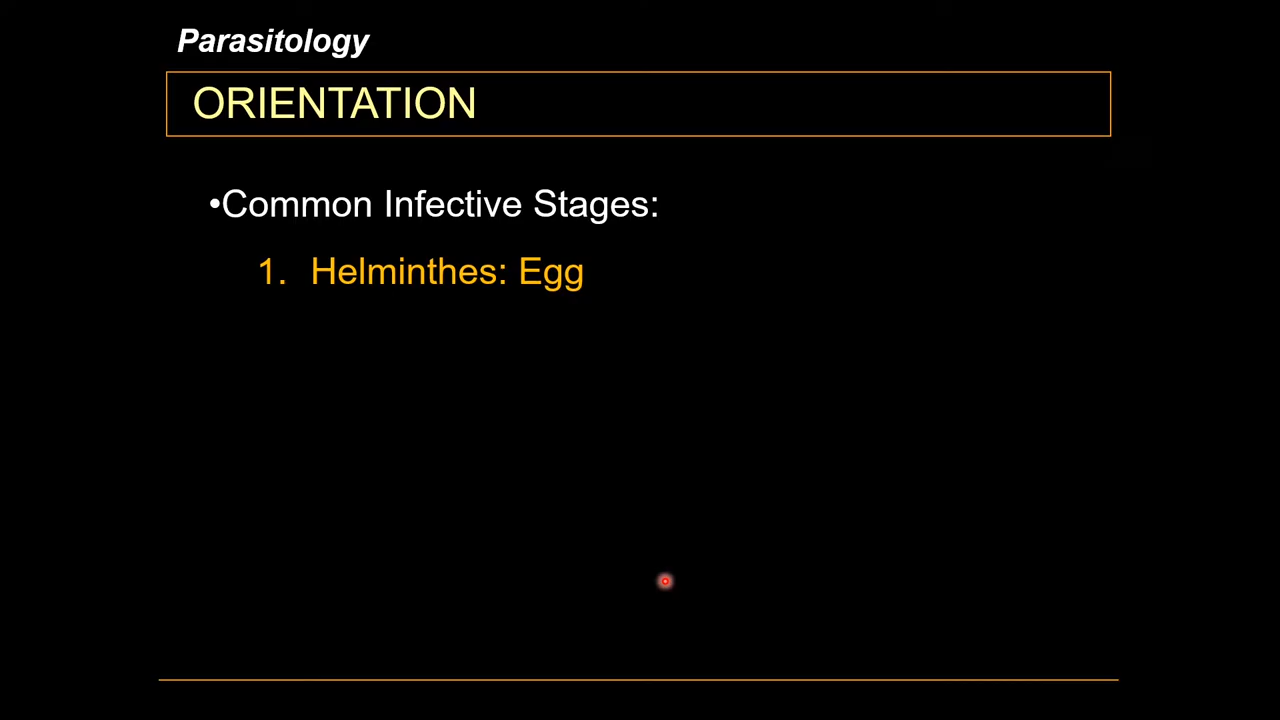 Parasitology
ORIENTATION
•Common Infective Stages:
1. Helminthes: Egg